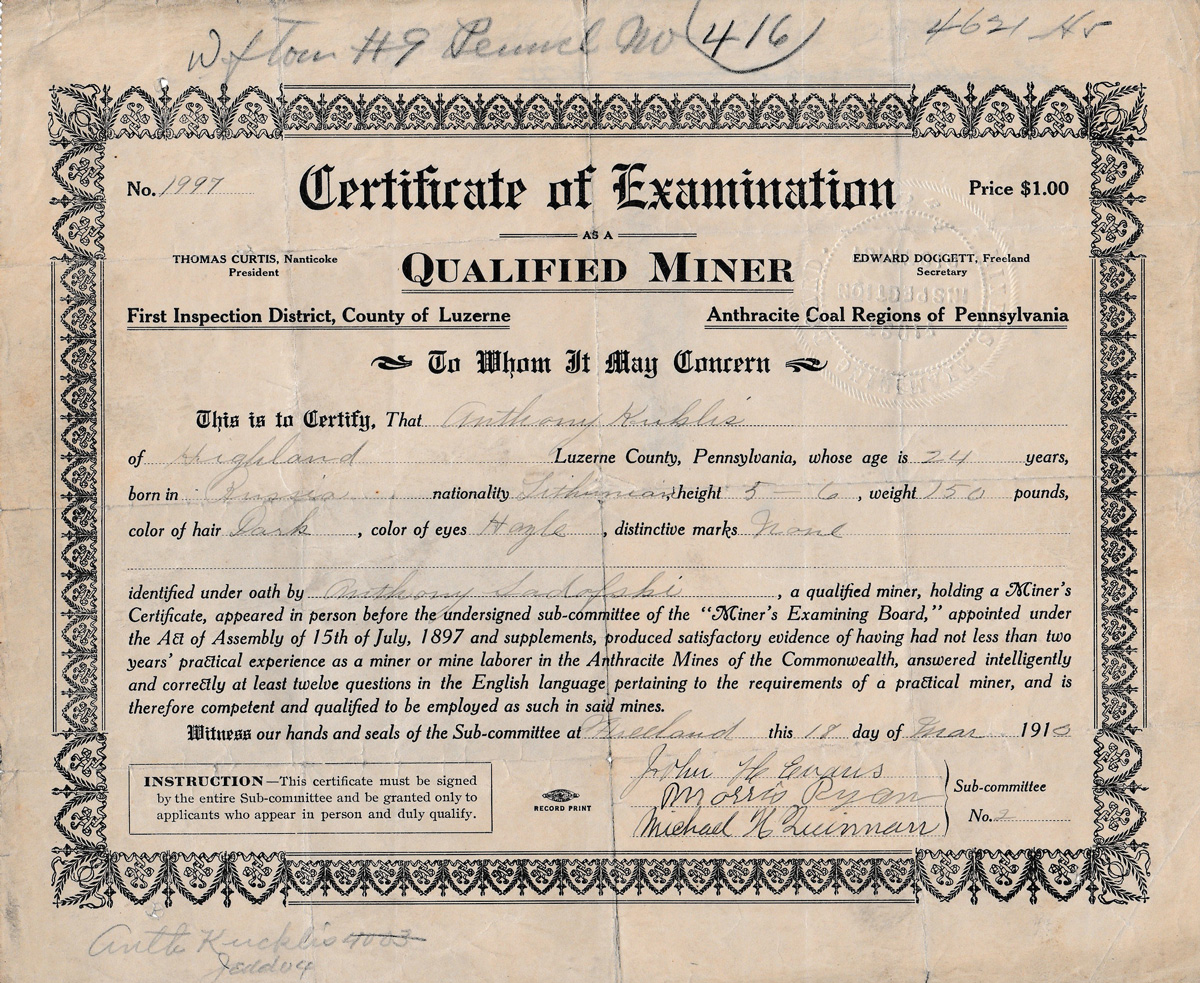 No (416) 4621
No. 1997 Certificate of Examination Price $1.00
AS A
THOMAS CURTIS, Nanticoke QUALIFIED MINER EDWARD DOGGETT, Freeland
President Secretary
First Inspection District, County of Luzerne Anthracite Coal Regions of Pennsylvania
To Whom It May Concern
This is to Certify, That Anthony Kuklis
of Highland Luzerne County, Pennsylvania, whose age is 24 years,
born in Russia nationality Lithunian, height 5 6, weight 150 pounds,
color of hair Dark, color of eyes Hazle, distinctive marks None
identified under oath by Anthony, a qualified miner, holding a Miner's
Certificate, appeared in person before the undersigned sub-committee of the "Miner's Examining Board," appointed under
the Act of Assembly of 15th of July, 1897 and supplements, produced satisfactory evidence of having had not less than two
years' practical experience as a miner or mine laborer in the Anthracite Mines of the Commonwealth, answered intelligently
and correctly at least twelve questions in the English language pertaining to the requirements of a practical miner, and is
therefore competent and qualified to be employed as such in said mines.
Witness our hands and seals of the Sub-committee at Freeland this 18 day of Mar 1910
INSTRUCTION—This certificate must be signed
by the entire Sub-committee and be granted only to
applicants who appear in person and duly qualify.
RECORD PRINT
John H Evans
Morris Ryan
Michael H Quinnan
Sub-committee
No. 2
Anth Kucklis 4003
Jeddo 4